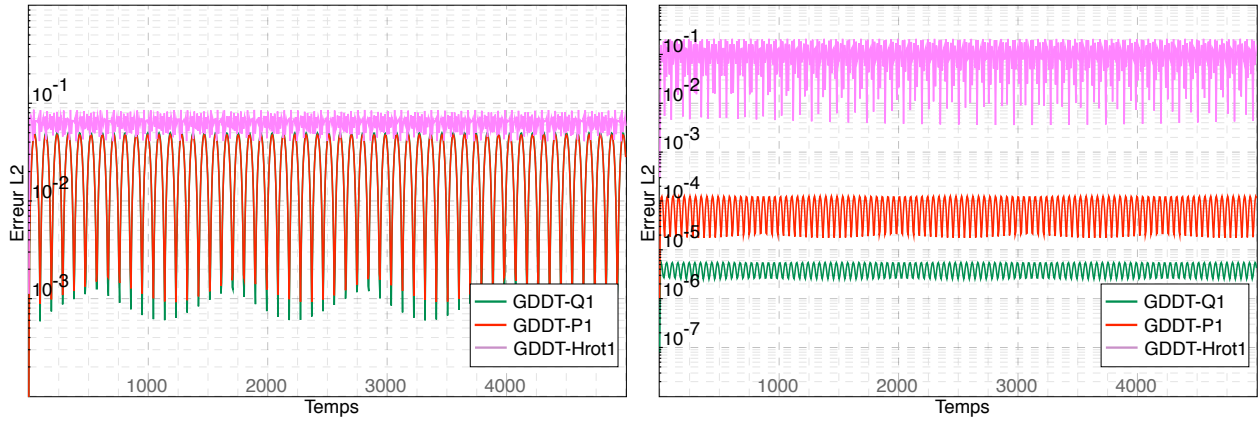 10-1
10-2
10-3
Erreur L2
GDDT-Q1
GDDT-P1
GDDT-Hrot1
1000
2000
3000
4000
Temps
10-1
10-2
10-3
10-4
10-5
10-6
10-7
Erreur L2
GDDT-Q1
GDDT-P1
GDDT-Hrot1
1000
2000
3000
4000
Temps